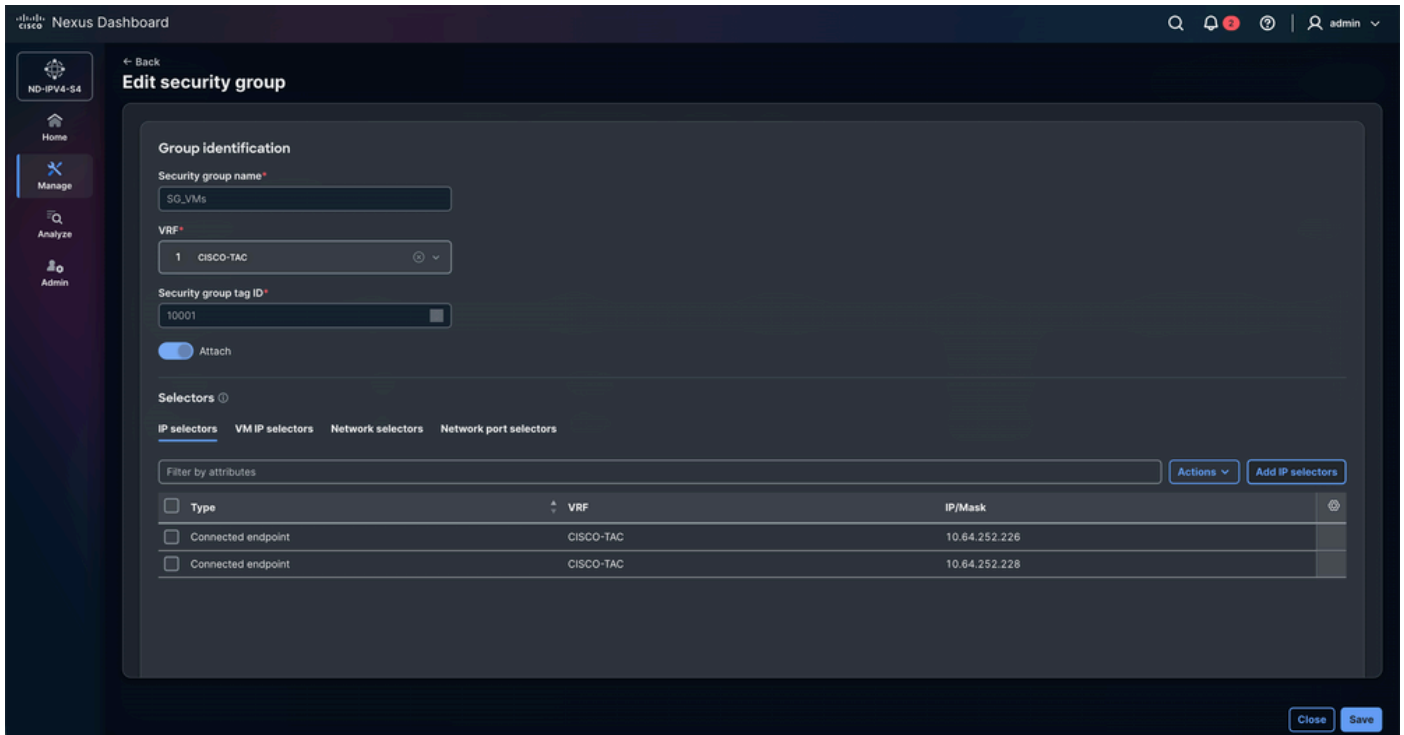 cisco Nexus Dashboard
2
admin
ND-IPV4-S4
Home
Manage
Analyze
Admin
← Back
Edit security group
Group identification
Security group name*
SG_VMs
VRF*
1 CISCO-TAC
Security group tag ID*
10001
Attach
Selectors
IP selectors VM IP selectors Network selectors Network port selectors
Filter by attributes Actions Add IP selectors
Type VRF IP/Mask
Connected endpoint CISCO-TAC 10.64.252.226
Connected endpoint CISCO-TAC 10.64.252.228
Close Save